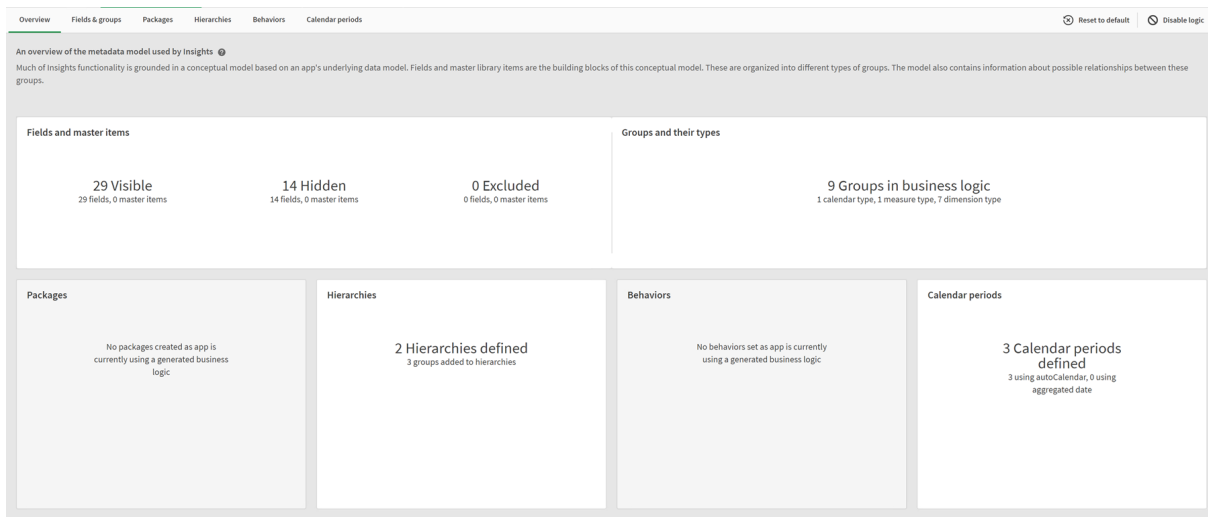 Overview Fields & groups Packages Hierarchies Behaviors Calendar periods Reset to default Disable logic
An overview of the metadata model used by Insights
Much of Insights functionality is grounded in a conceptual model based on an app's underlying data model. Fields and master library items are the building blocks of this conceptual model. These are organized into different types of groups. The model also contains information about possible relationships between these
groups.
Fields and master items
29 Visible
29 fields, 0 master items
14 Hidden
14 fields, 0 master items
0 Excluded
0 fields, 0 master items
Groups and their types
9 Groups in business logic
1 calendar type, 1 measure type, 7 dimension type
Packages
No packages created as app is
currently using a generated business
logic
Hierarchies
2 Hierarchies defined
3 groups added to hierarchies
Behaviors
No behaviors set as app is currently
using a generated business logic
Calendar periods
3 Calendar periods
defined
3 using autoCalendar, 0 using
aggregated date